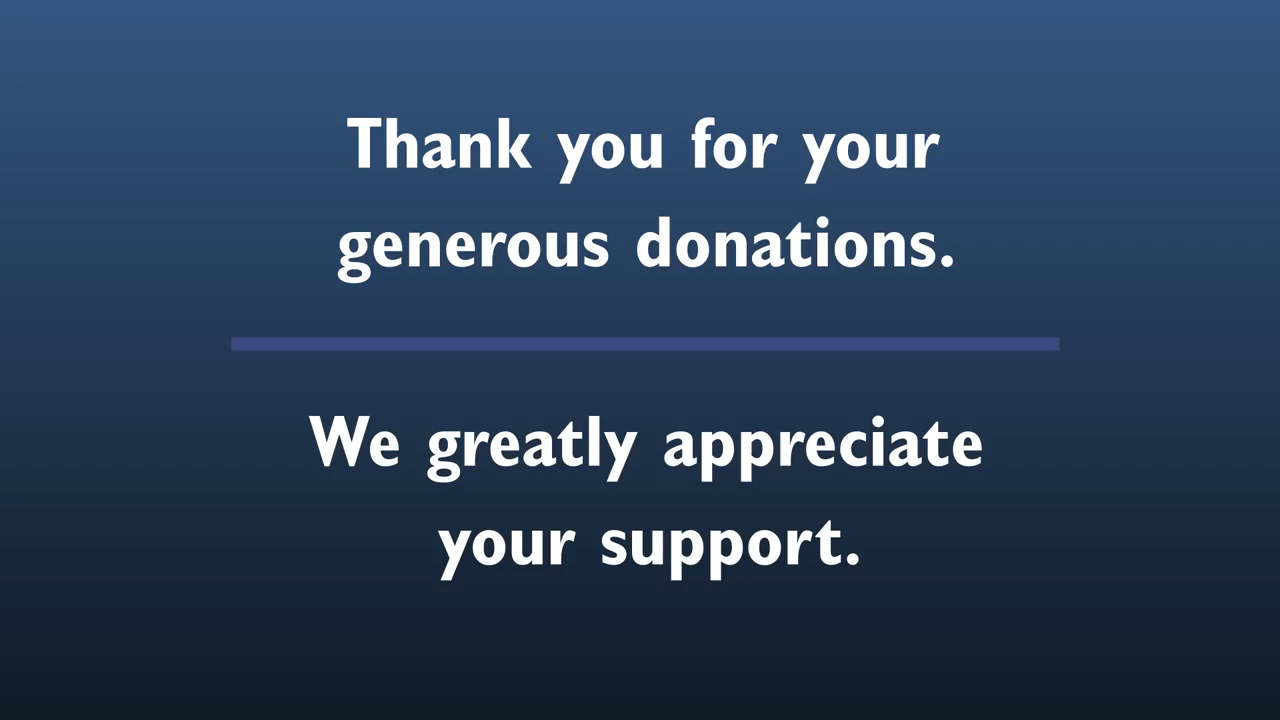 Thank you for your
generous donations.
We greatly appreciate
your support.